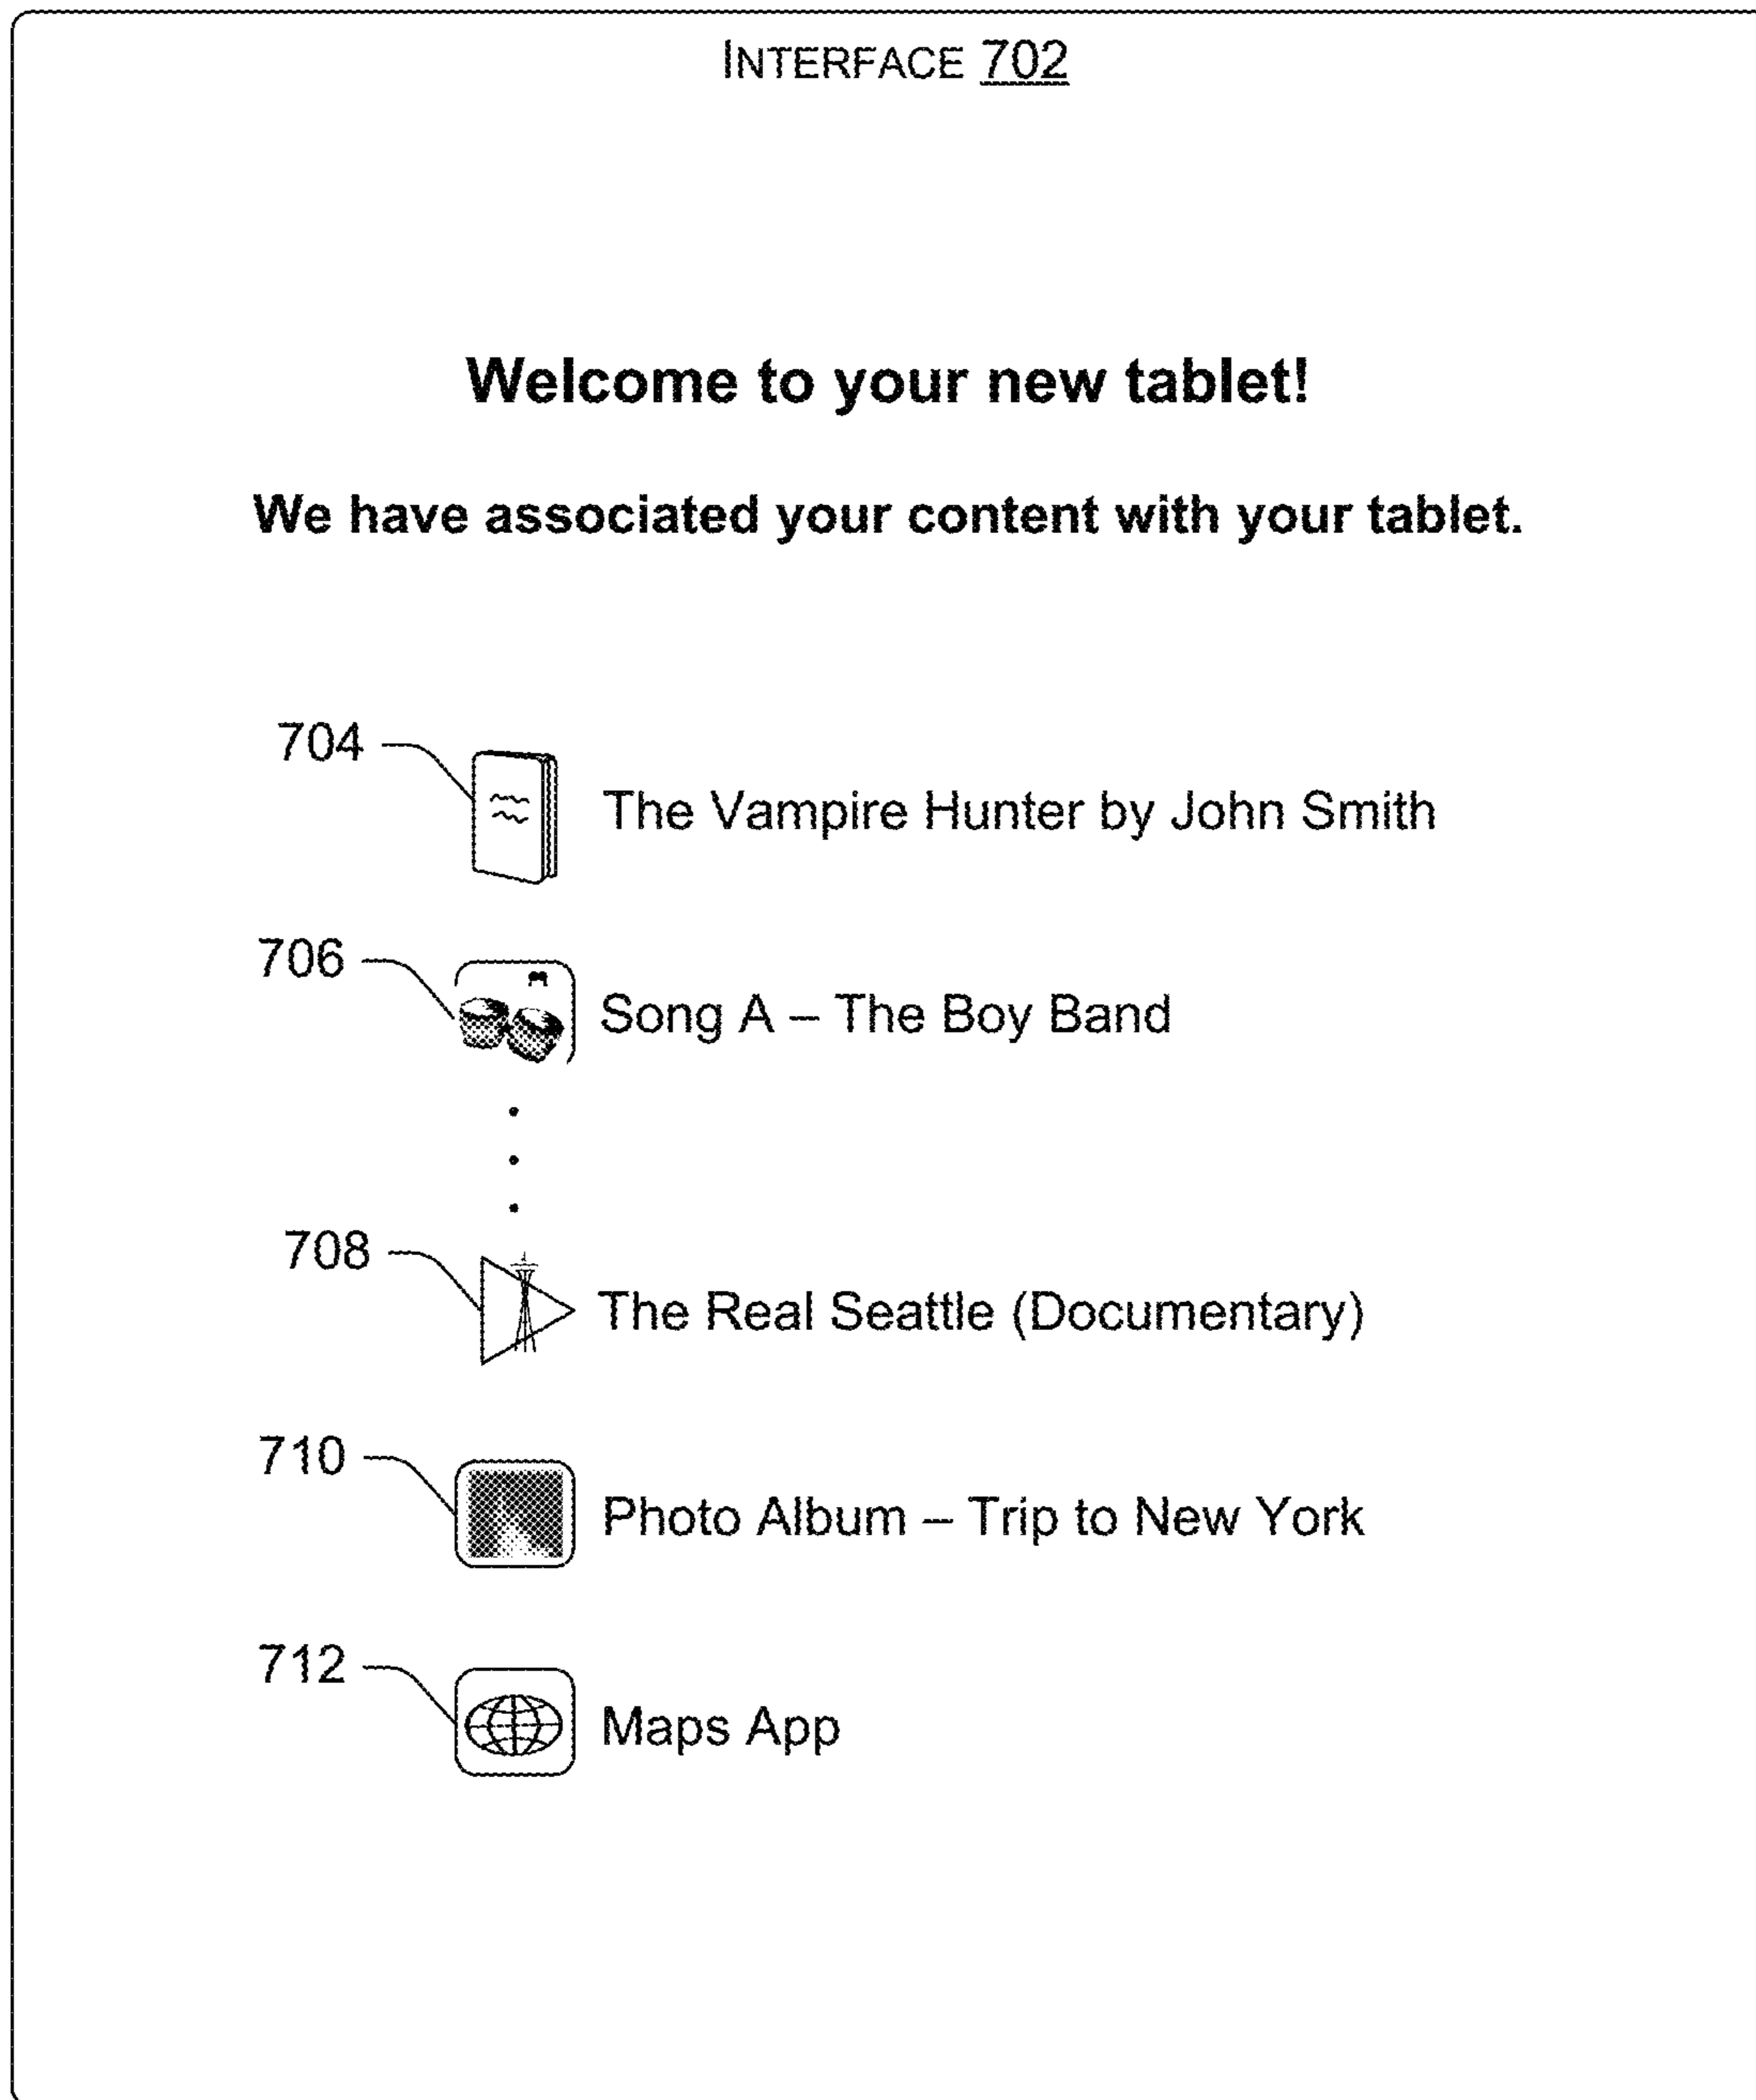 INTERFACE 702
Welcome to your new tablet!
We have associated your content with your tablet.
704
The Vampire Hunter by John Smith
706
Song A – The Boy Band
708
The Real Seattle (Documentary)
710
Photo Album – Trip to New York
712
Maps App